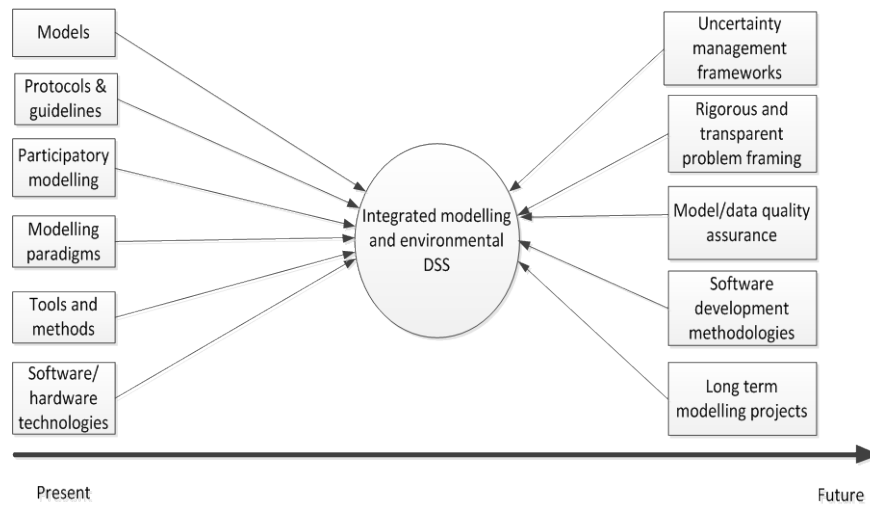 Models
Protocols &
guidelines
Participatory
modelling
Modelling
paradigms
Tools and
methods
Software/
hardware
technologies
Integrated modelling
and environmental
DSS
Uncertainty
management
frameworks
Rigorous and
transparent
problem framing
Model/data quality
assurance
Software
development
methodologies
Long term
modelling projects
Present
Future